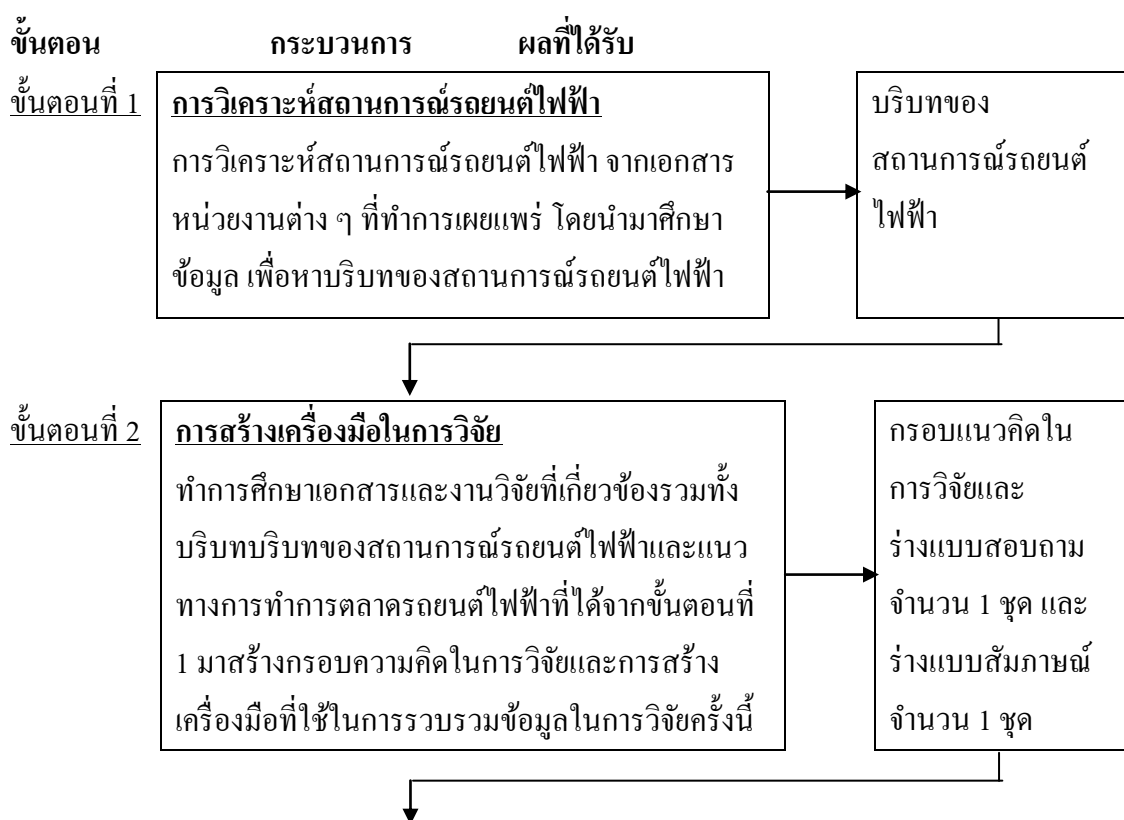 ขั้นตอน กระบวนการ ผลที่ได้รับ
ขั้นตอนที่ 1
การวิเคราะห์สถานการณ์รถยนต์ไฟฟ้า
การวิเคราะห์สถานการณ์รถยนต์ไฟฟ้า จากเอกสาร
หน่วยงานต่าง ๆ ที่ทำการเผยแพร่ โดยนำมาศึกษา
ข้อมูล เพื่อหาบริบทของสถานการณ์รถยนต์ไฟฟ้า
บริบทของ
สถานการณ์รถยนต์
ไฟฟ้า
ขั้นตอนที่ 2
การสร้างเครื่องมือในการวิจัย
ทำการศึกษาเอกสารและงานวิจัยที่เกี่ยวข้องรวมทั้ง
บริบทบริบทของสถานการณ์รถยนต์ไฟฟ้าและแนว
ทางการทำการตลาดรถยนต์ไฟฟ้าที่ได้จากขั้นตอนที่
1 มาสร้างกรอบความคิดในการวิจัยและการสร้าง
เครื่องมือที่ใช้ในการรวบรวมข้อมูลในการวิจัยครั้งนี้
กรอบแนวคิดใน
การวิจัยและ
ร่างแบบสอบถาม
จำนวน 1 ชุด และ
ร่างแบบสัมภาษณ์
จำนวน 1 ชุด